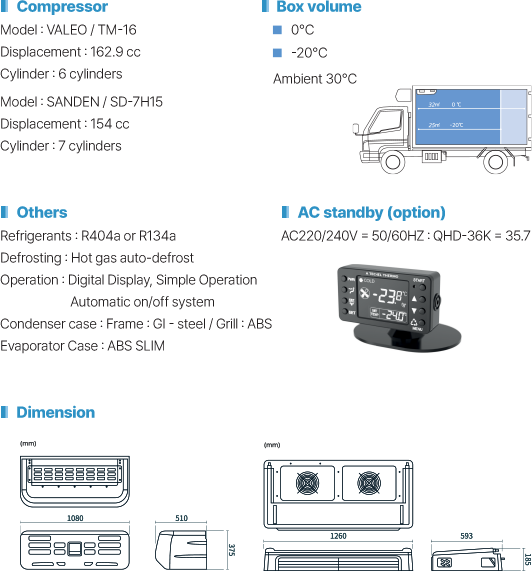 Compressor
Model : VALEO / TM-16
Displacement : 162.9 cc
Cylinder : 6 cylinders
Model : SANDEN / SD-7H15
Displacement : 154 cc
Cylinder : 7 cylinders
Box volume
0°C
-20°C
Ambient 30°C
32㎥ 0 ℃
25㎥ -20℃
Others
Refrigerants : R404a or R134a
Defrosting : Hot gas auto-defrost
Operation : Digital Display, Simple Operation
Automatic on/off system
Condenser case : Frame : GI - steel / Grill : ABS
Evaporator Case : ABS SLIM
AC standby (option)
AC220/240V = 50/60HZ : QHD-36K = 35.7
START
COLD
-23.8℃
SET
-24.0℃
MENU
Dimension
(mm)
1080
510
375
(mm)
1260
593